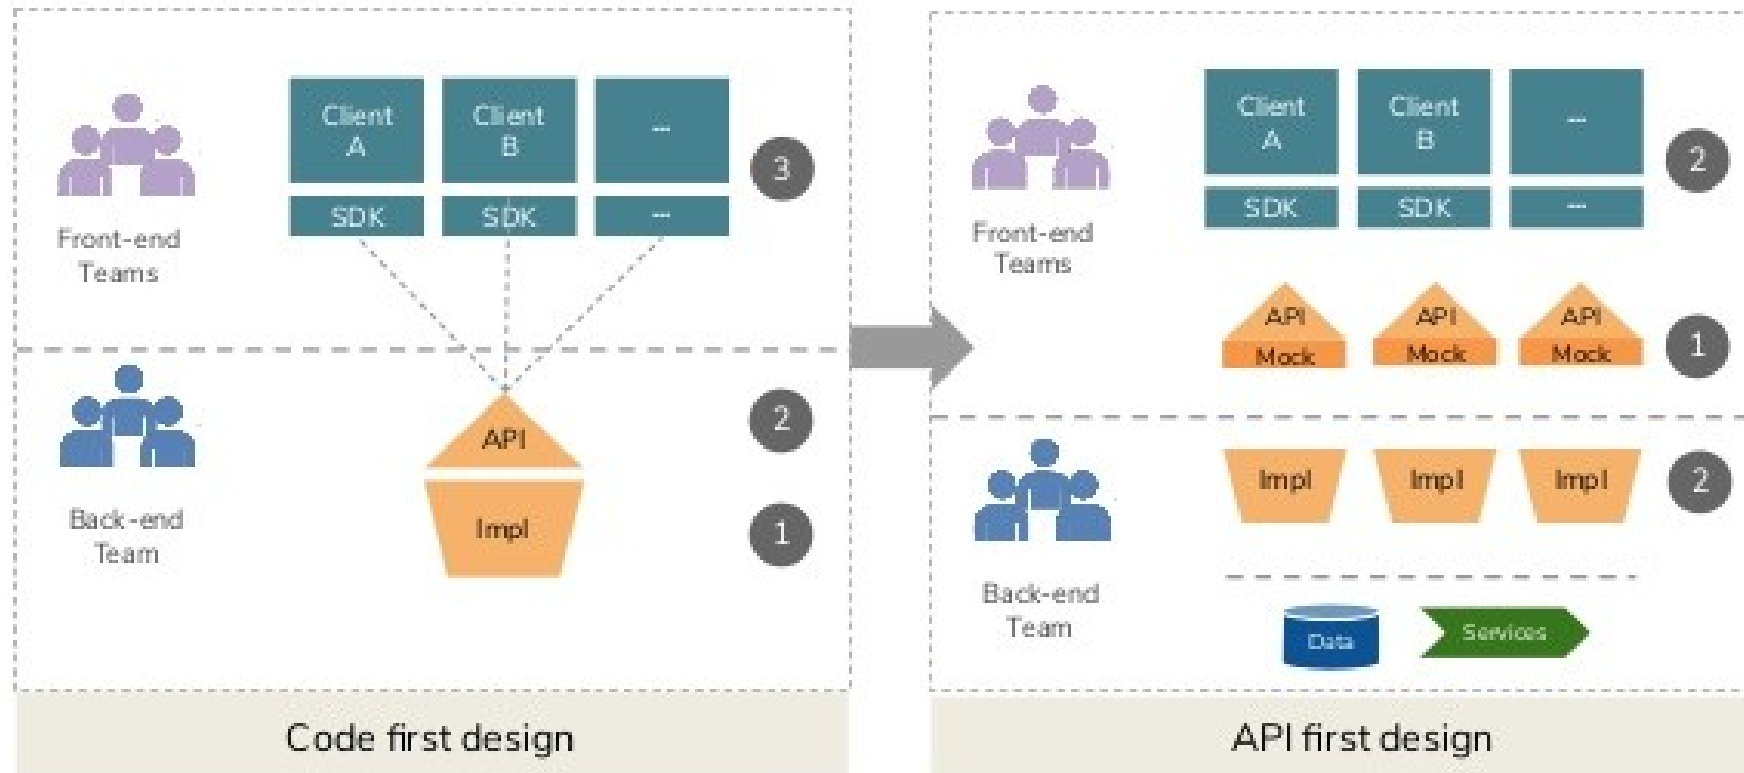 Client
A
Client
B
...
3
SDK
SDK
...
Front-end
Teams
2
API
Impl
1
Back-end
Team
Code first design
Client
A
Client
B
...
2
SDK
SDK
...
Front-end
Teams
API
API
API
Mock
Mock
Mock
1
Impl
Impl
Impl
2
Back-end
Team
Data
Services
API first design